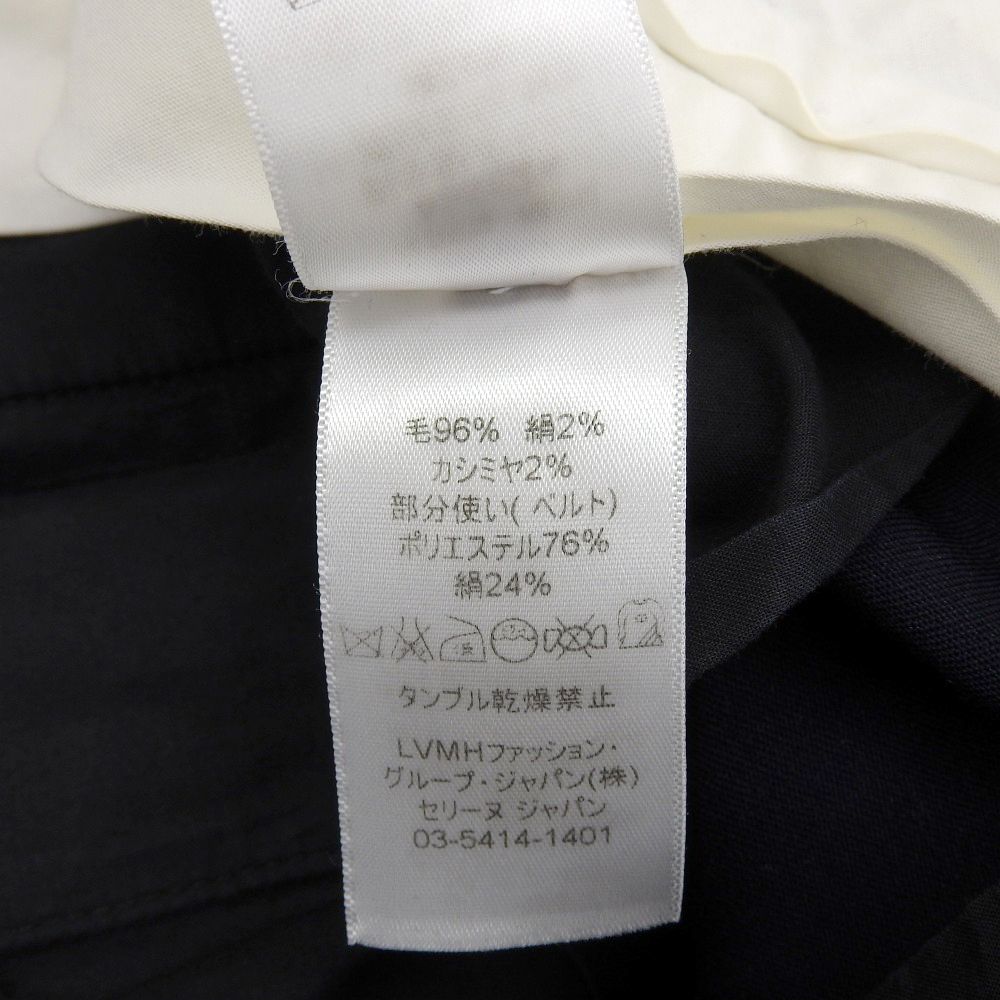 毛96% 絹2%
カシミヤ2%
部分使い( ベルト)
ポリエステル76%
絹24%
タンブル乾燥禁止
LVMHファッション・
グループ・ジャパン(株)
セリーヌ ジャパン
03-5414-1401